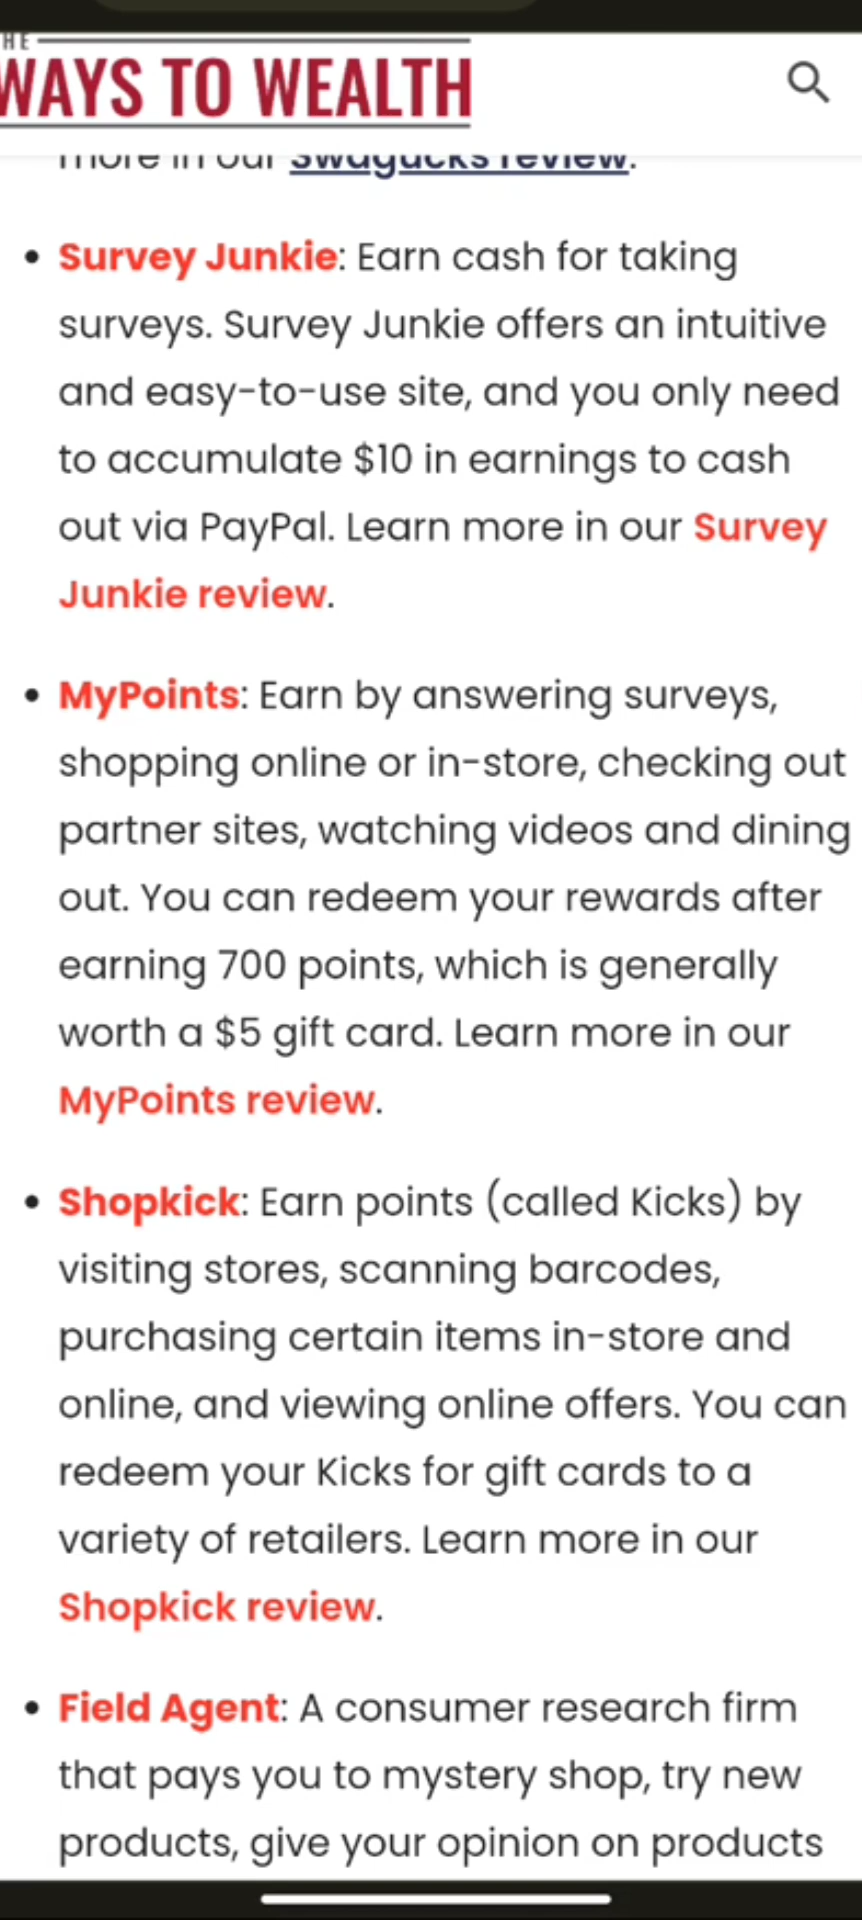 THE
WAYS TO WEALTH
more in our Swagbucks review.
• Survey Junkie: Earn cash for taking
surveys. Survey Junkie offers an intuitive
and easy-to-use site, and you only need
to accumulate $10 in earnings to cash
out via PayPal. Learn more in our Survey
Junkie review.
• MyPoints: Earn by answering surveys,
shopping online or in-store, checking out
partner sites, watching videos and dining
out. You can redeem your rewards after
earning 700 points, which is generally
worth a $5 gift card. Learn more in our
MyPoints review.
• Shopkick: Earn points (called Kicks) by
visiting stores, scanning barcodes,
purchasing certain items in-store and
online, and viewing online offers. You can
redeem your Kicks for gift cards to a
variety of retailers. Learn more in our
Shopkick review.
• Field Agent: A consumer research firm
that pays you to mystery shop, try new
products, give your opinion on products